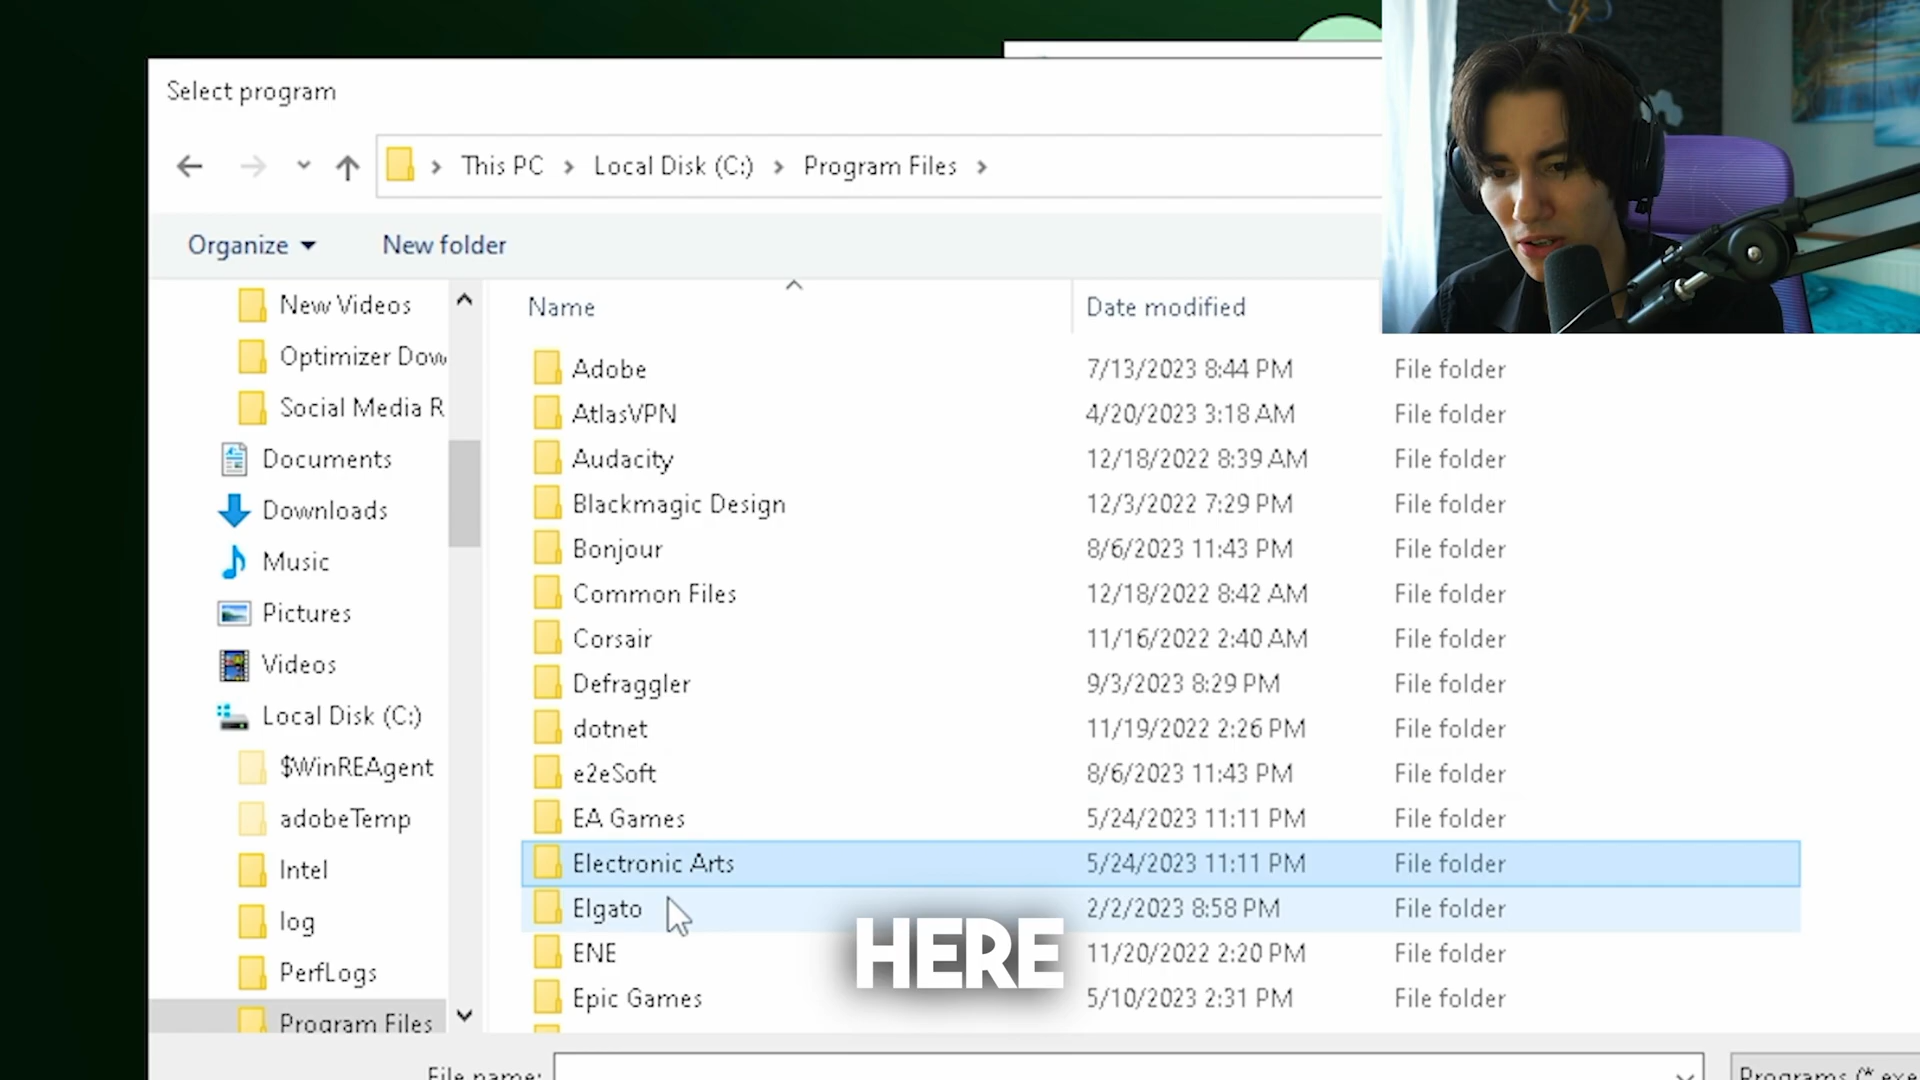 Select program
This PC
Local Disk (C:)
Program Files
Organize
New folder
New Videos
Optimizer Dow
Social Media R
Documents
Downloads
Music
Pictures
Videos
Local Disk (C:)
$WinREAgent
adobeTemp
Intel
log
PerfLogs
Program Files
Name Date modified
Adobe 7/13/2023 8:44 PM File folder
AtlasVPN 4/20/2023 3:18 AM File folder
Audacity 12/18/2022 8:39 AM File folder
Blackmagic Design 12/3/2022 7:29 PM File folder
Bonjour 8/6/2023 11:43 PM File folder
Common Files 12/18/2022 8:42 AM File folder
Corsair 11/16/2022 2:40 AM File folder
Defraggler 9/3/2023 8:29 PM File folder
dotnet 11/19/2022 2:26 PM File folder
e2eSoft 8/6/2023 11:43 PM File folder
EA Games 5/24/2023 11:11 PM File folder
Electronic Arts 5/24/2023 11:11 PM File folder
Elgato 2/2/2023 8:58 PM File folder
ENE 11/20/2022 2:20 PM File folder
Epic Games 5/10/2023 2:31 PM File folder
HERE
File name:
Programs (*.exe